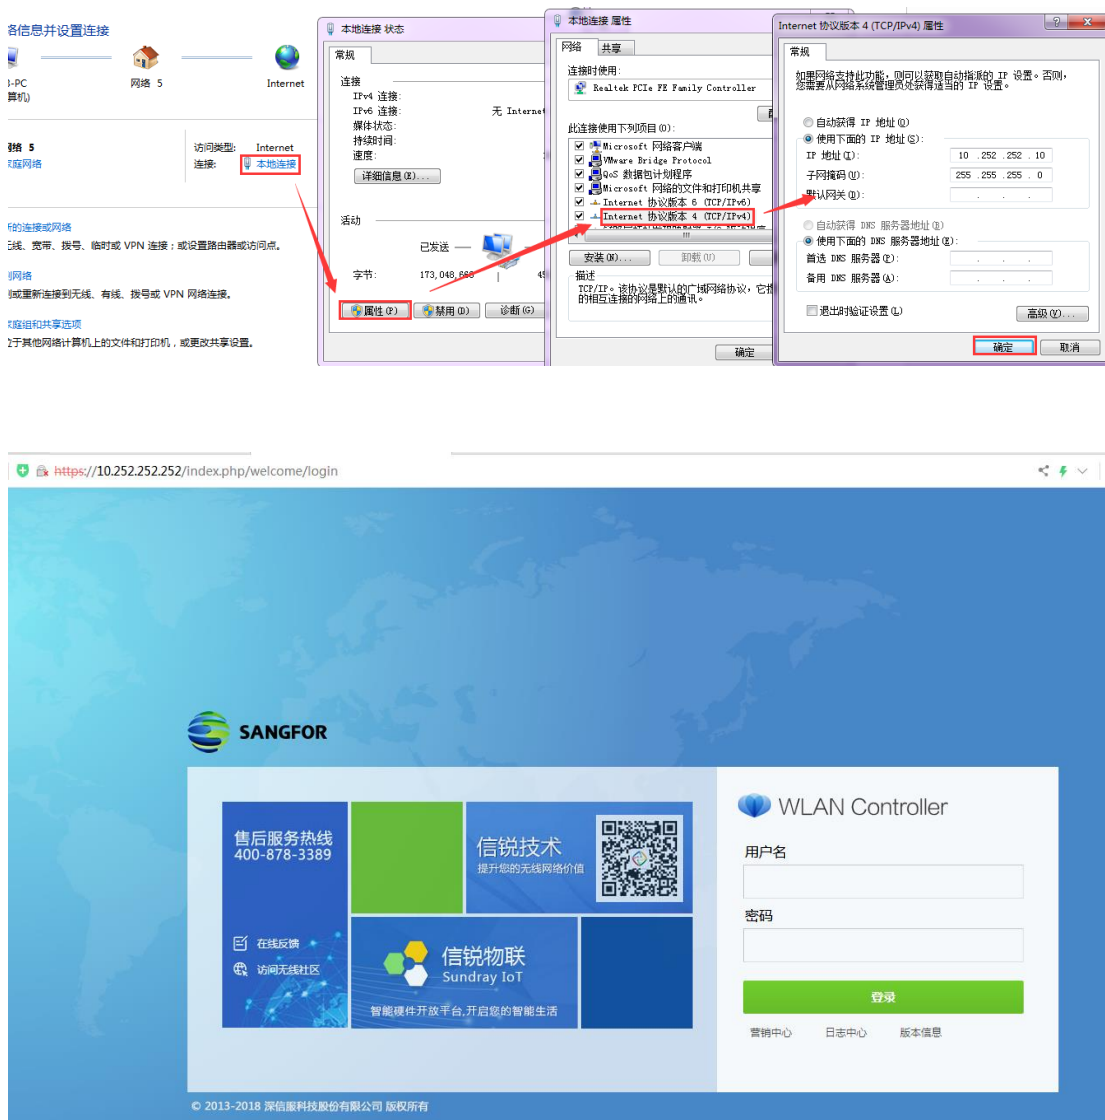 络信息并设置连接
-PC
算机)
网络 5
Internet
网络 5
家庭网络
访问类型:
Internet
连接:
本地连接
新的连接或网络
无线、宽带、拨号、临时或 VPN 连接；或设置路由器或访问点。
到网络
到或重新连接到无线、有线、拨号或 VPN 网络连接。
家庭组和共享选项
位于其他网络计算机上的文件和打印机，或更改共享设置。
本地连接 状态
常规
连接
IPv4 连接:
IPv6 连接:
无 Internet
媒体状态:
持续时间:
速度:
详细信息(E)...
活动
已发送
字节:
173,048,668
45
属性(P)
禁用(D)
诊断(G)
本地连接 属性
网络
共享
连接时使用:
Realtek PCIe FE Family Controller
此连接使用下列项目(O):
Microsoft 网络客户端
VMware Bridge Protocol
QoS 数据包计划程序
Microsoft 网络的文件和打印机共享
Internet 协议版本 6 (TCP/IPv6)
Internet 协议版本 4 (TCP/IPv4)
安装(N)...
卸载(U)
描述
TCP/IP。该协议是默认的广域网络协议，它提
的相互连接的网络上的通讯。
确定
Internet 协议版本 4 (TCP/IPv4) 属性
常规
如果网络支持此功能，则可以获取自动指派的 IP 设置。否则，
您需要从网络系统管理员处获得适当的 IP 设置。
自动获得 IP 地址(O)
使用下面的 IP 地址(S):
IP 地址(I):
10 .252 .252 . 10
子网掩码(U):
255 .255 .255 . 0
默认网关(D):
自动获得 DNS 服务器地址(B)
使用下面的 DNS 服务器地址(E):
首选 DNS 服务器(P):
备用 DNS 服务器(A):
退出时验证设置(L)
高级(V)...
确定
取消
https://10.252.252.252/index.php/welcome/login
SANGFOR
售后服务热线
400-878-3389
在线反馈
访问无线社区
信锐技术
提升您的无线网络价值
信锐物联
Sundray IoT
智能硬件开放平台,开启您的智能生活
WLAN Controller
用户名
密码
登录
营销中心
日志中心
版本信息
© 2013-2018 深信服科技股份有限公司 版权所有